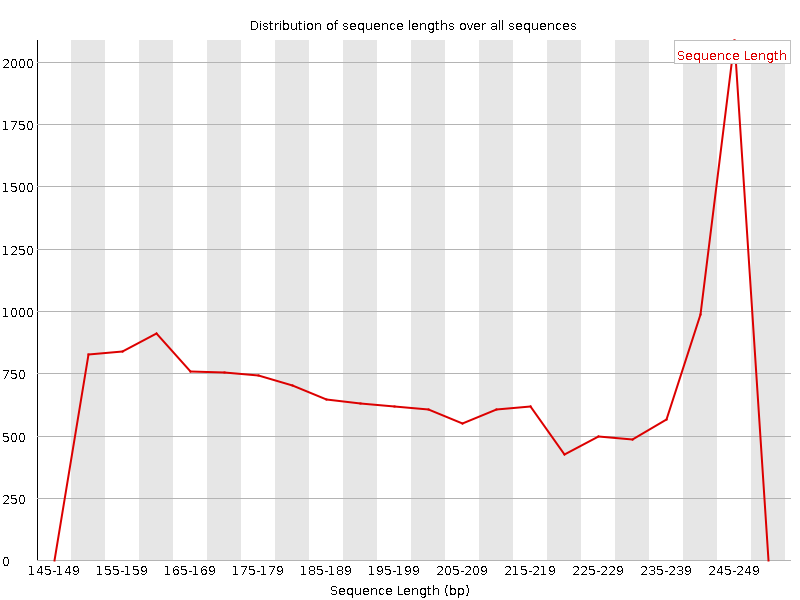 Distribution of sequence lengths over all sequences
Sequence Length
2000
1750
1500
1250
1000
750
500
250
0
145-149 155-159 165-169 175-179 185-189 195-199 205-209 215-219 225-229 235-239 245-249
Sequence Length (bp)